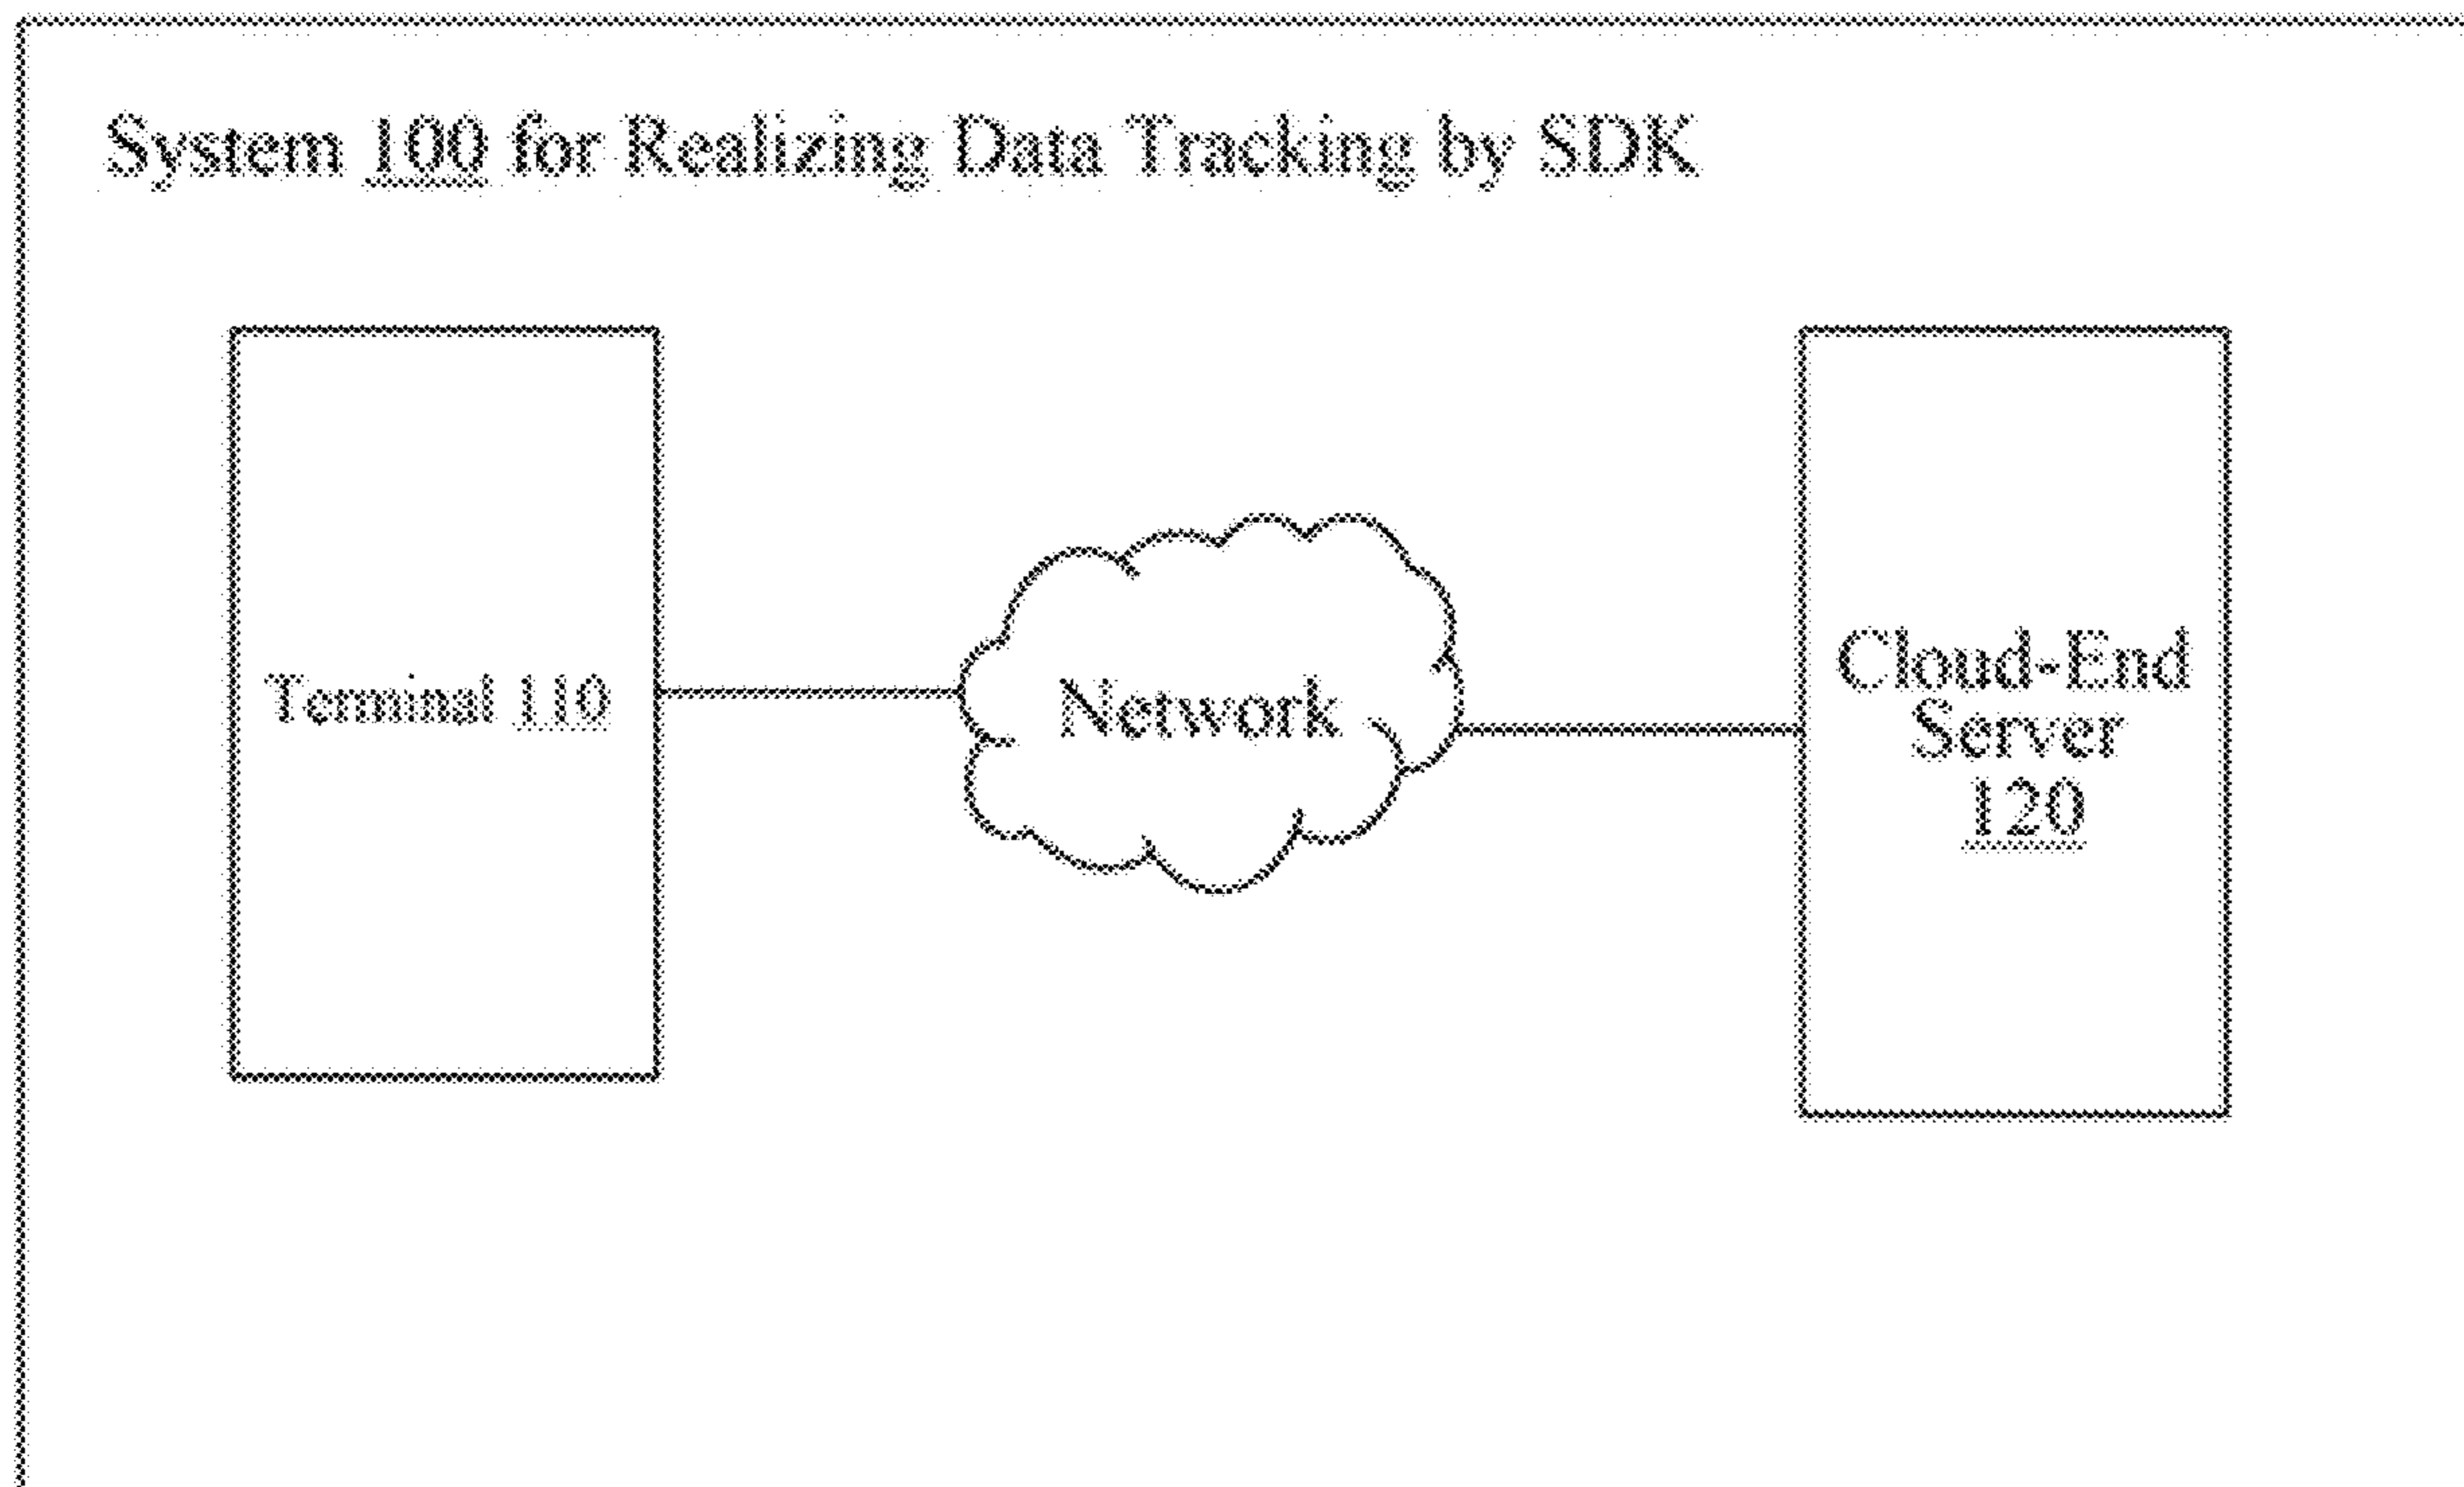 System 100 for Realizing Data Tracking by SDK
Terminal 110
Network
Cloud-End
Server
120